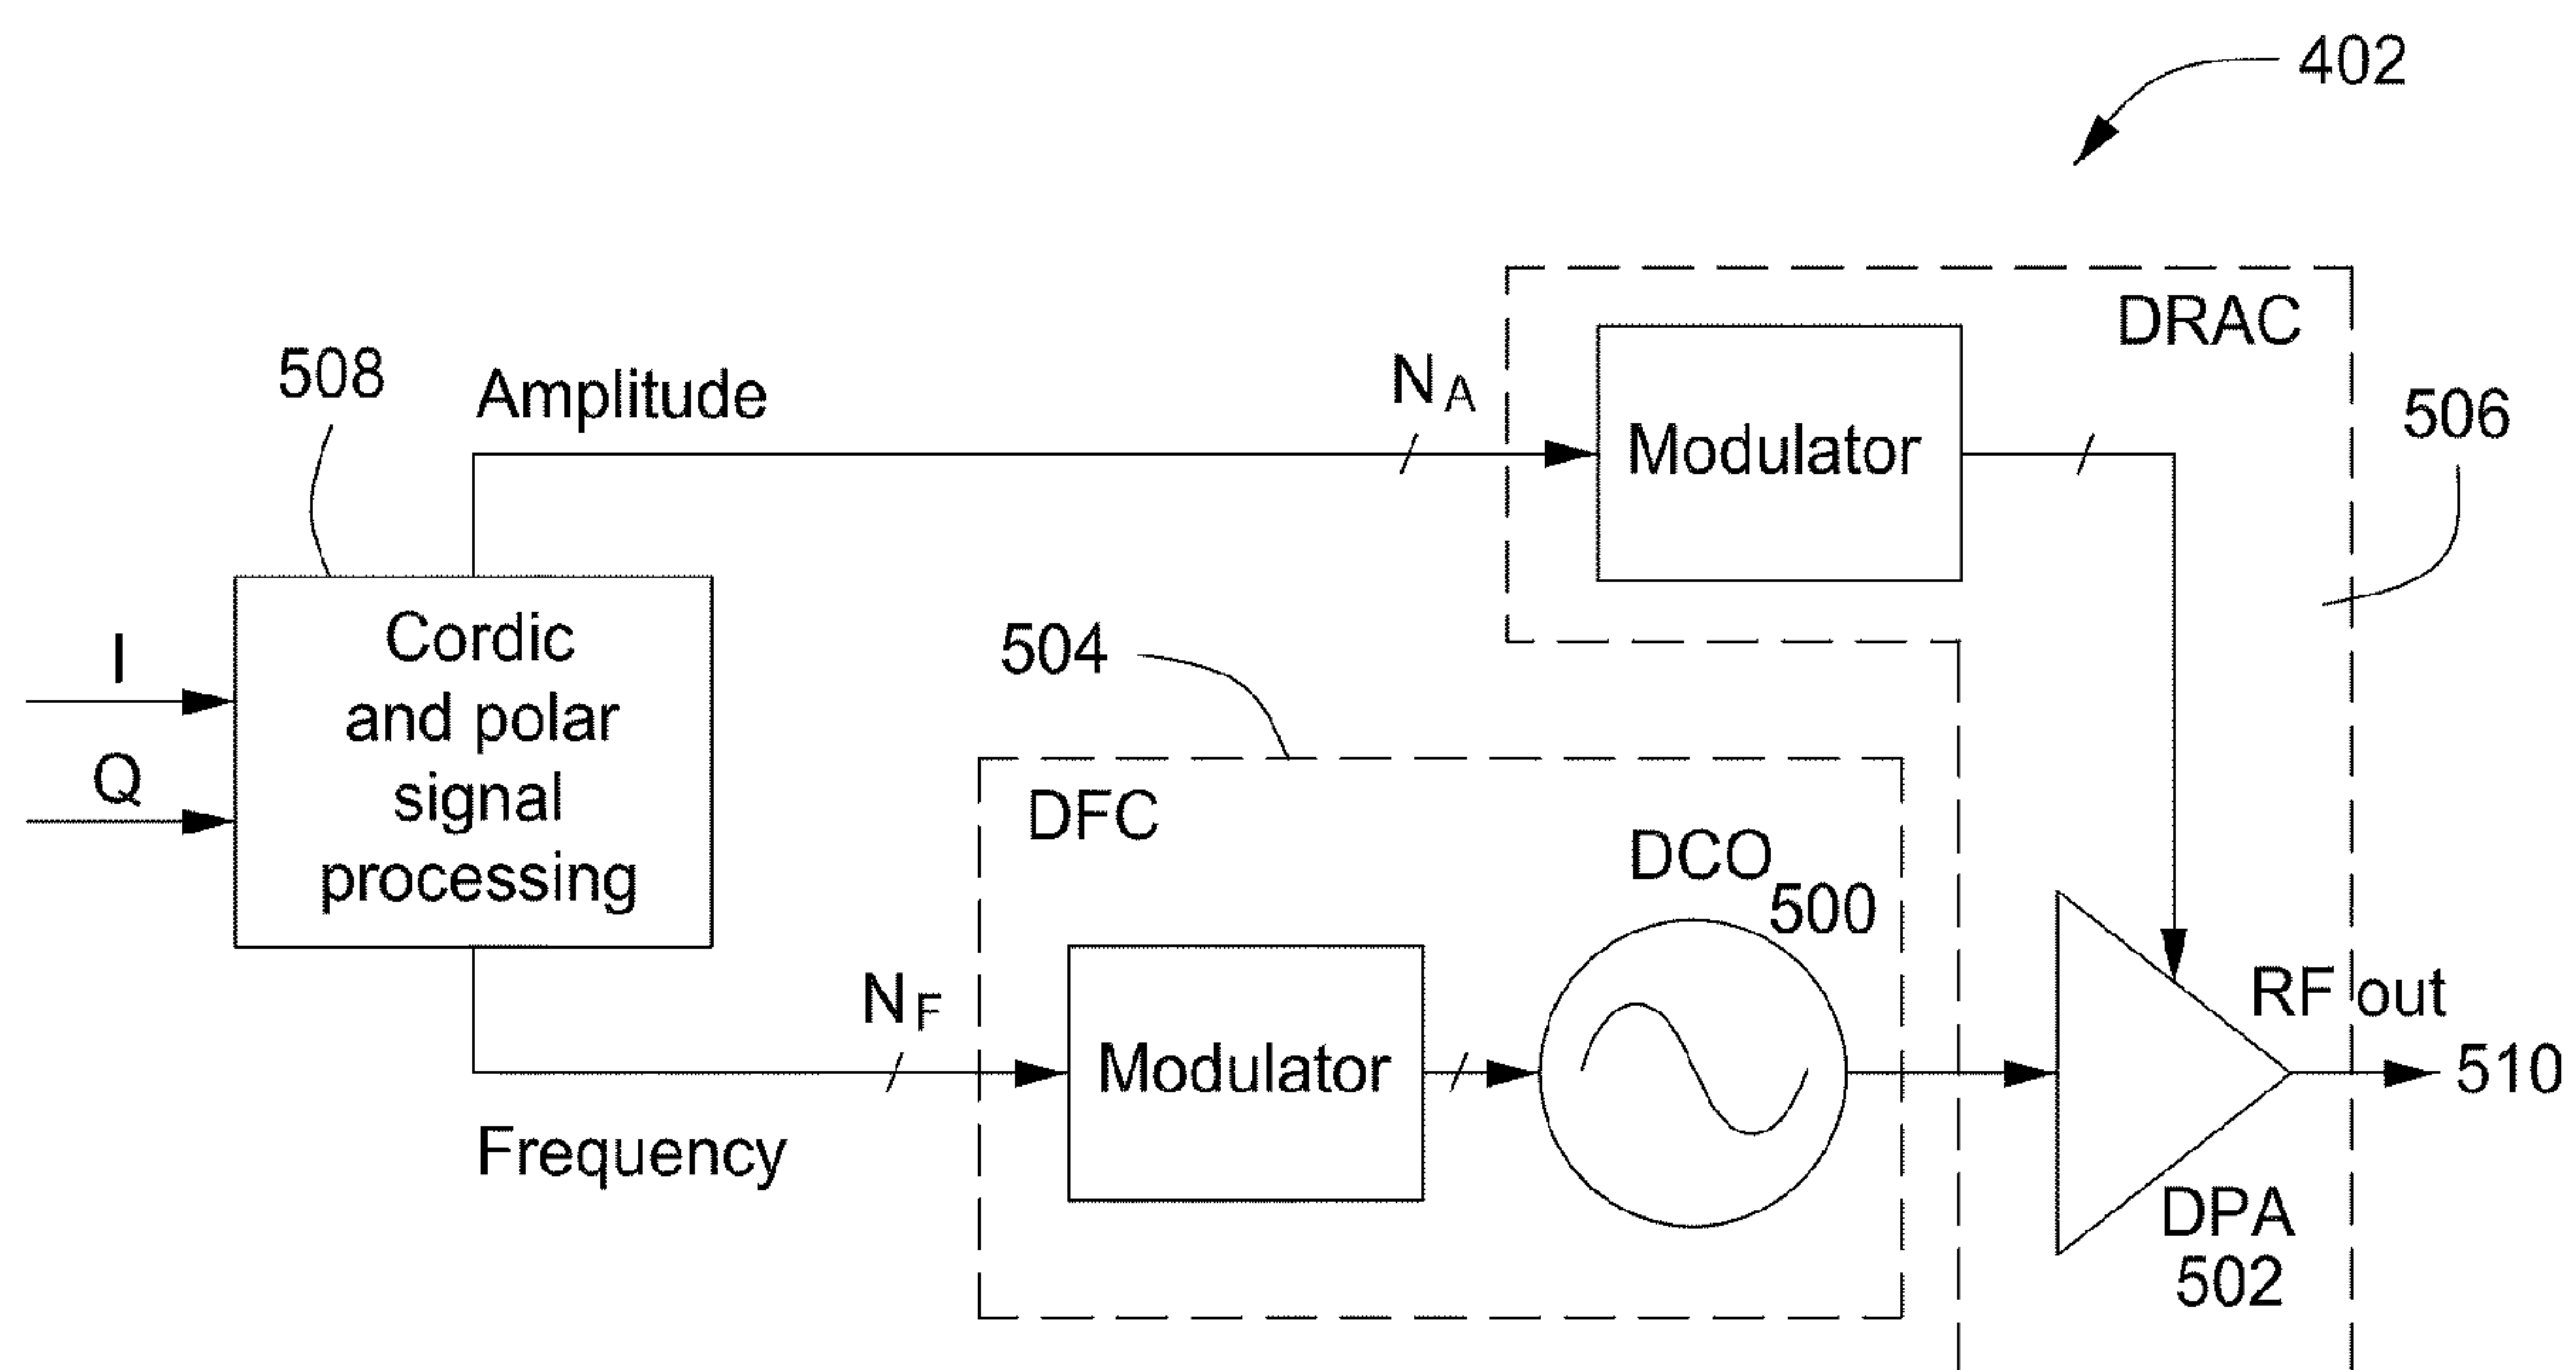 402
DRAC
508
Amplitude
NA
Modulator
506
I
Q
Cordic
and polar
signal
processing
504
DFC
DCO
500
NF
Modulator
Frequency
RF out
510
DPA
502